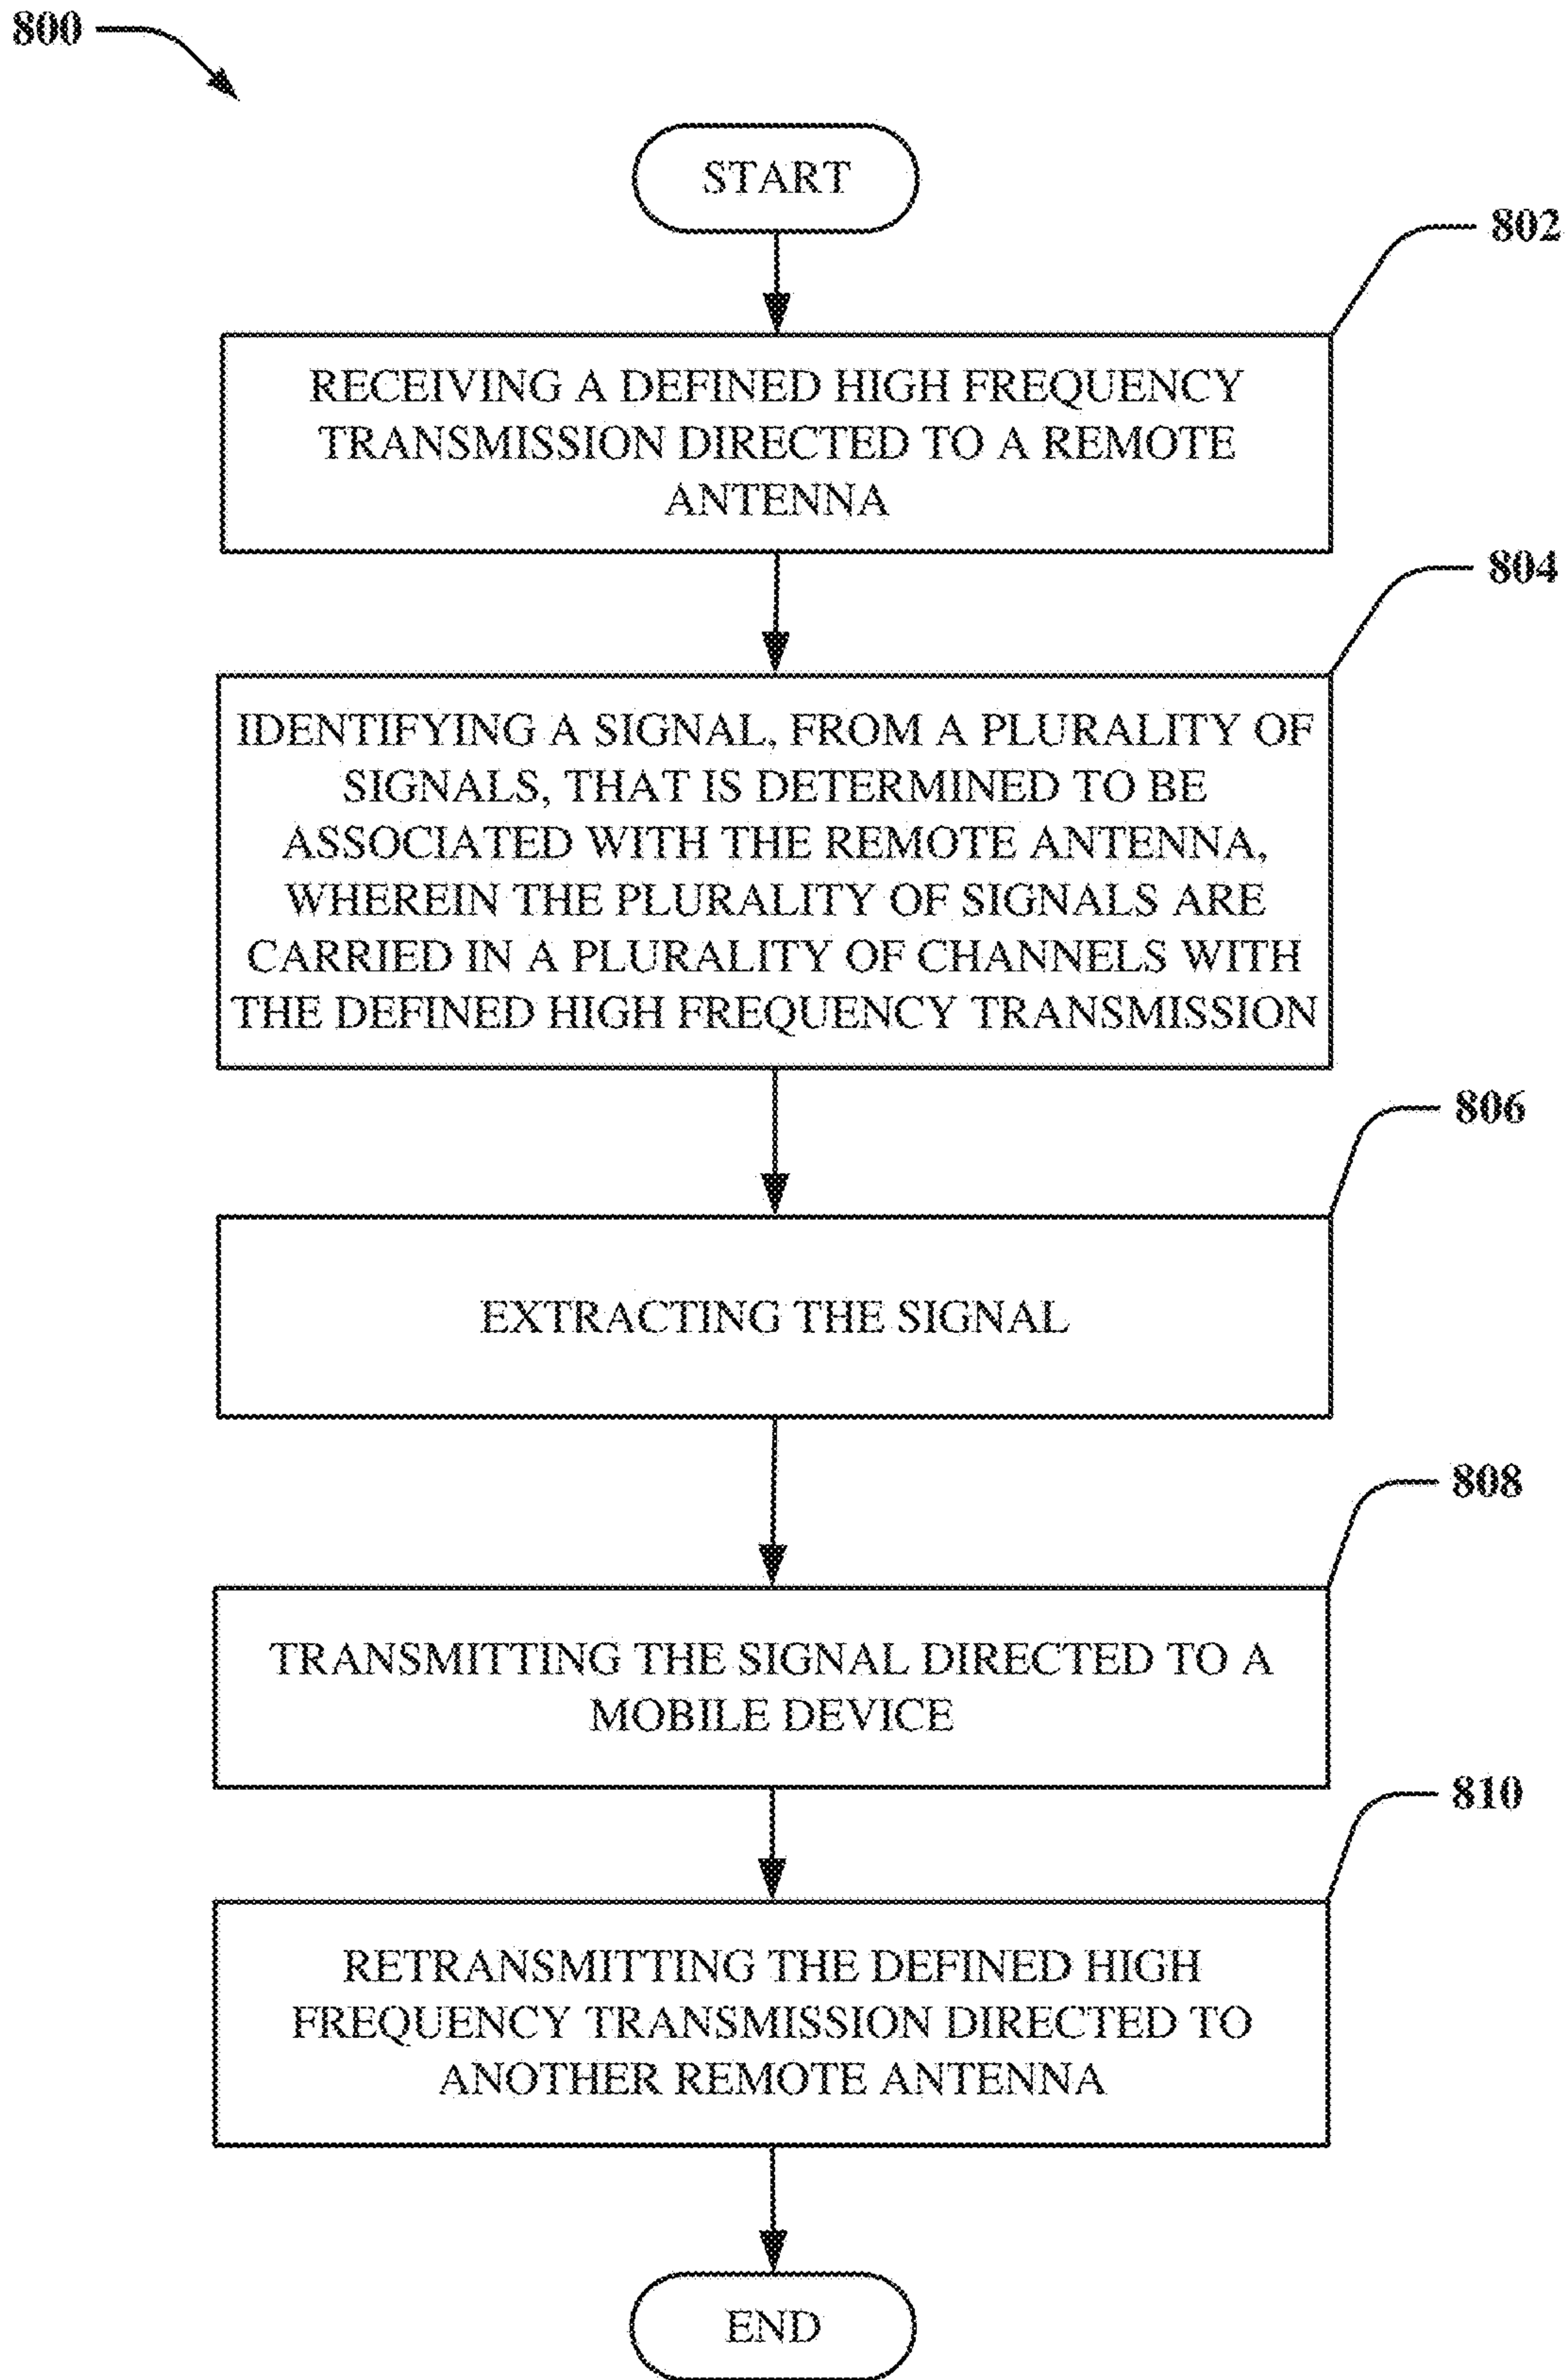 800
START
802
RECEIVING A DEFINED HIGH FREQUENCY
TRANSMISSION DIRECTED TO A REMOTE
ANTENNA
804
IDENTIFYING A SIGNAL, FROM A PLURALITY OF
SIGNALS, THAT IS DETERMINED TO BE
ASSOCIATED WITH THE REMOTE ANTENNA,
WHEREIN THE PLURALITY OF SIGNALS ARE
CARRIED IN A PLURALITY OF CHANNELS WITH
THE DEFINED HIGH FREQUENCY TRANSMISSION
806
EXTRACTING THE SIGNAL
808
TRANSMITTING THE SIGNAL DIRECTED TO A
MOBILE DEVICE
810
RETRANSMITTING THE DEFINED HIGH
FREQUENCY TRANSMISSION DIRECTED TO
ANOTHER REMOTE ANTENNA
END